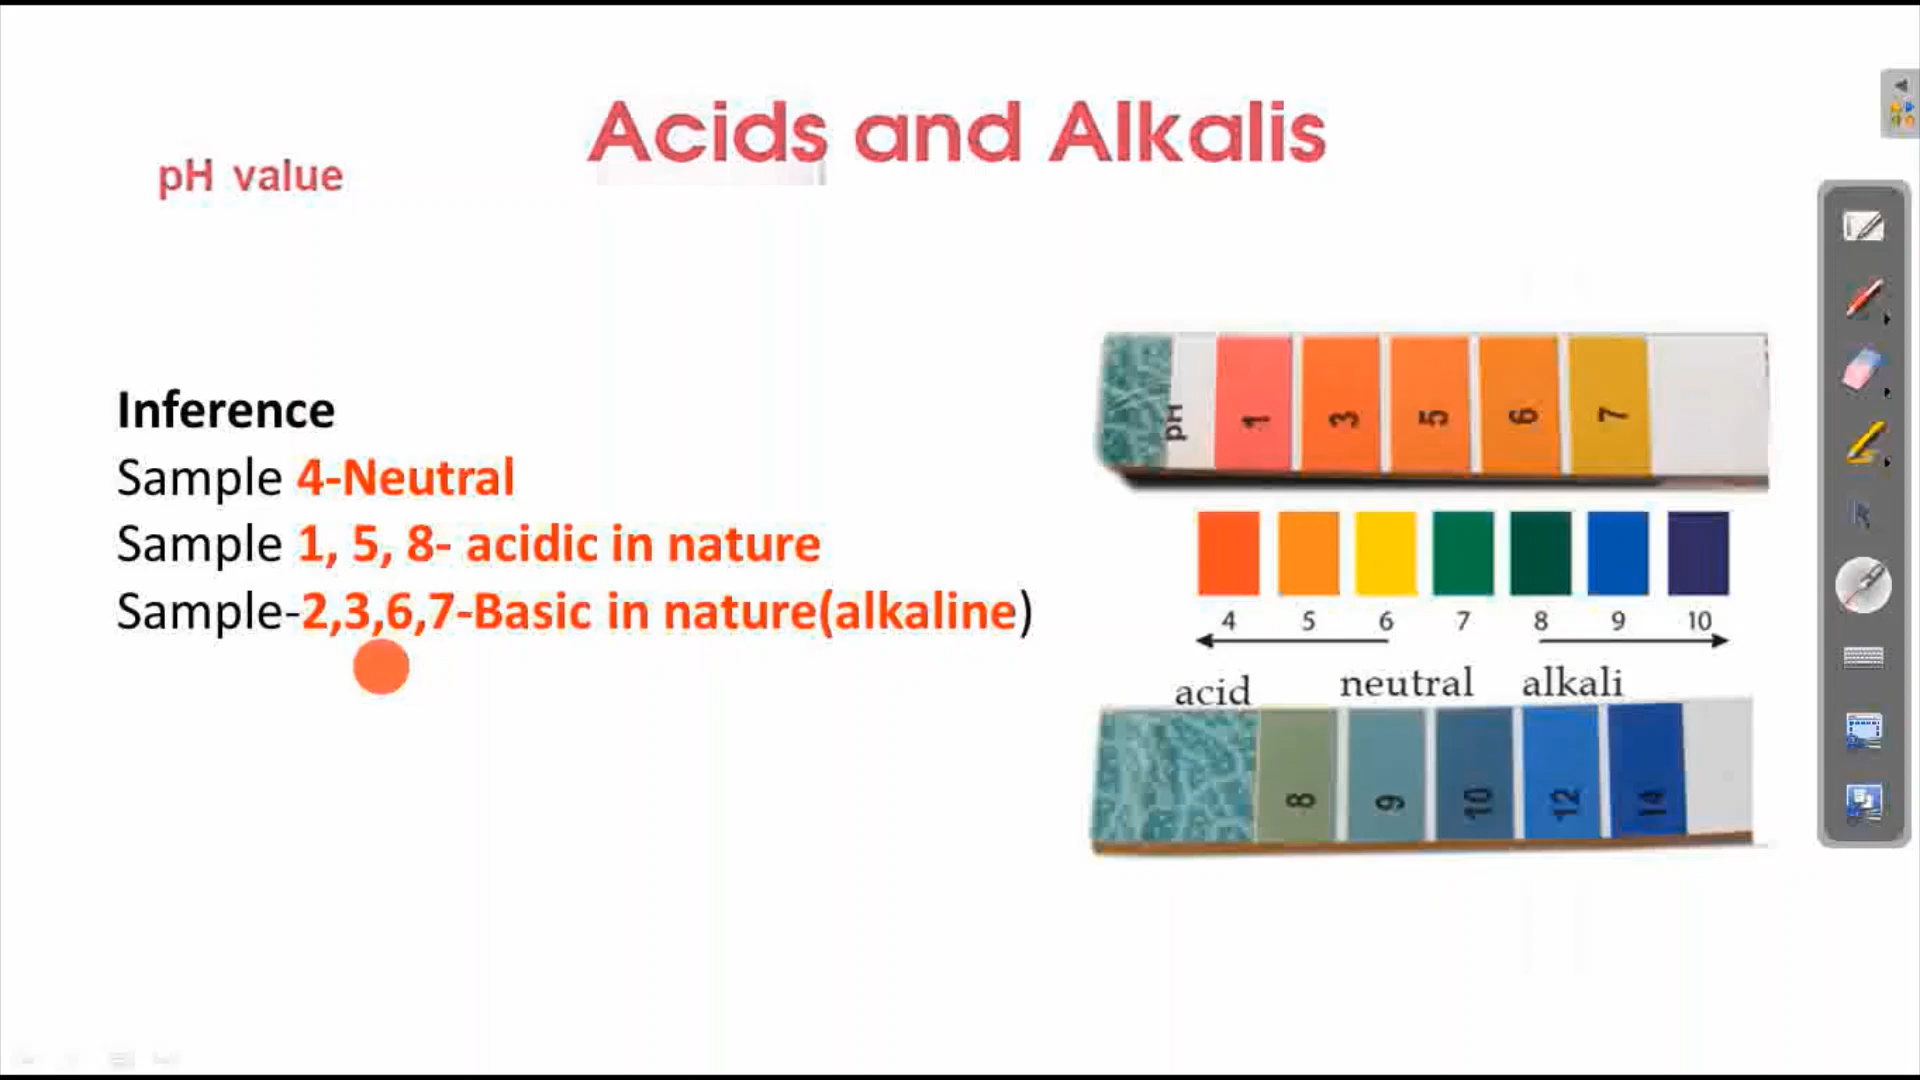 Acids and Alkalis
pH value
Inference
Sample 4-Neutral
Sample 1, 5, 8- acidic in nature
Sample-2,3,6,7-Basic in nature(alkaline)
pH 1 3 5 6 7
4 5 6 7 8 9 10
acid neutral alkali
8 9 10 12 14